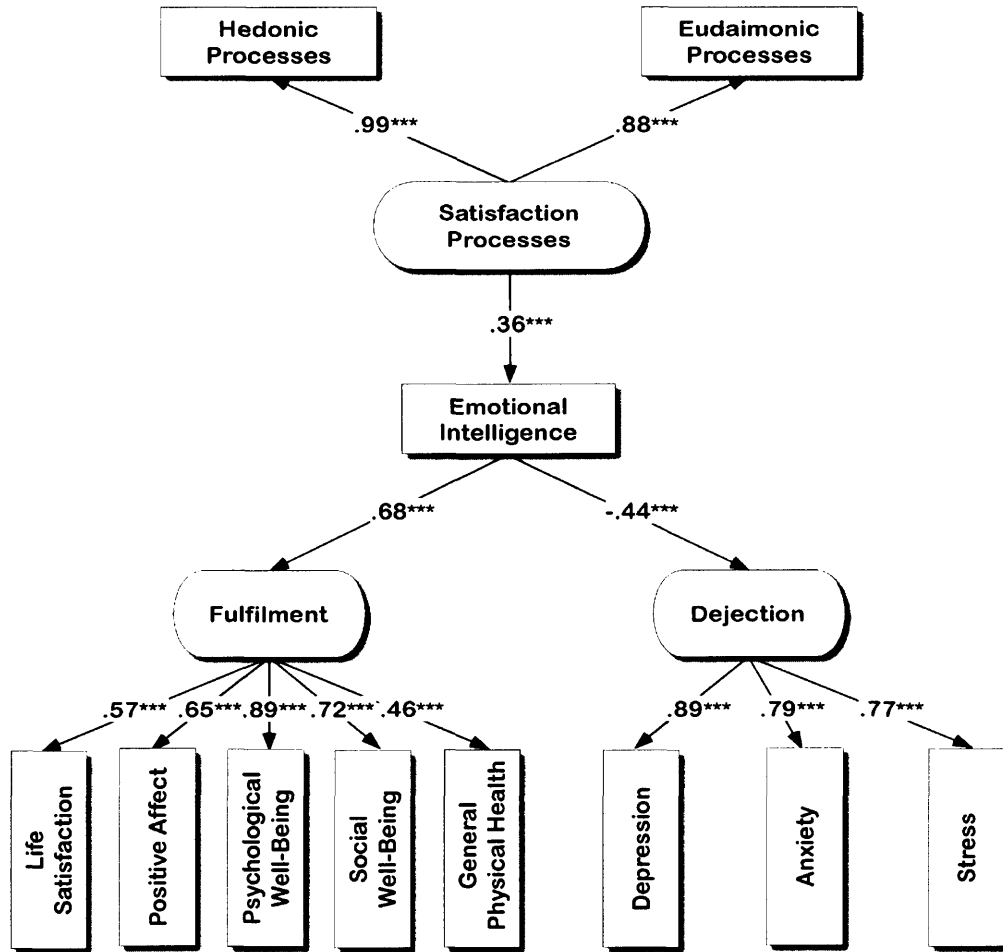 Hedonic
Processes
Eudaimonic
Processes
.99***
.88***
Satisfaction
Processes
.36***
Emotional
Intelligence
.68***
-.44***
Fulfilment
Dejection
.57***
.65***
.89***
.72***
.46***
.89***
.79***
.77***
Life
Satisfaction
Positive Affect
Psychological
Well-Being
Social
Well-Being
General
Physical Health
Depression
Anxiety
Stress